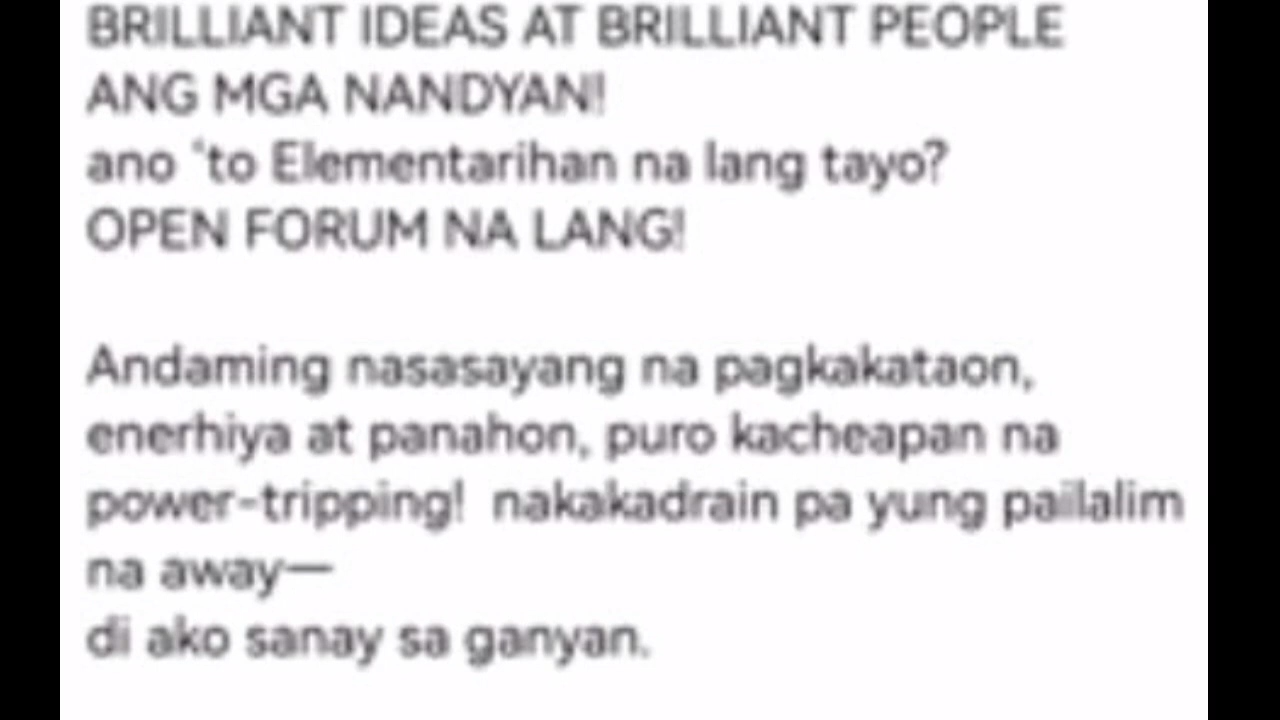 BRILLIANT IDEAS AT BRILLIANT PEOPLE
ANG MGA NANDYAN!
ano 'to Elementarihan na lang tayo?
OPEN FORUM NA LANG!
Andaming nasasayang na pagkakataon,
enerhiya at panahon, puro kacheapan na
power-tripping! nakakadrain pa yung pailalim
na away—
di ako sanay sa ganyan.